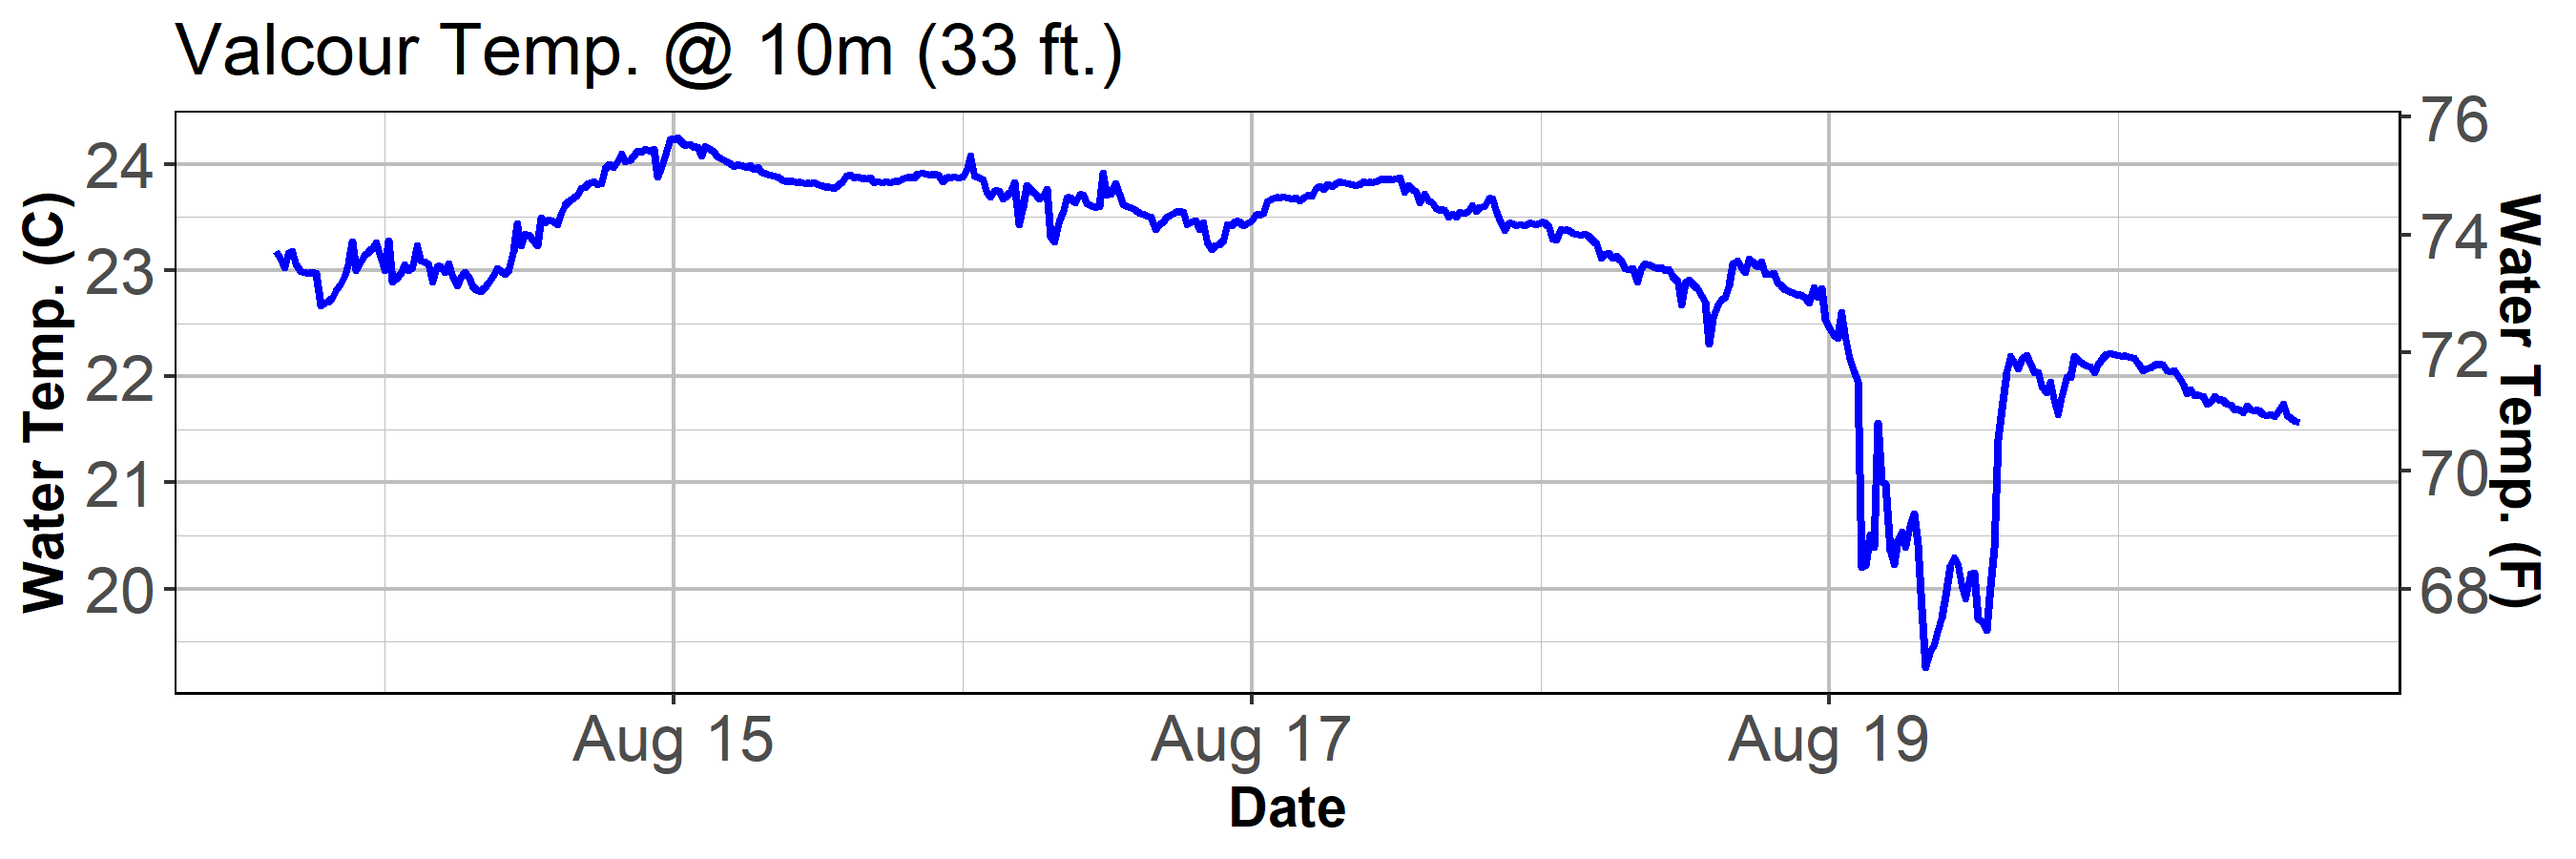 Valcour Temp. @ 10m (33 ft.)
Water Temp. (C)
24
23
22
21
20
76
74
72
70
68
Water Temp. (F)
Aug 15 Aug 17 Aug 19
Date